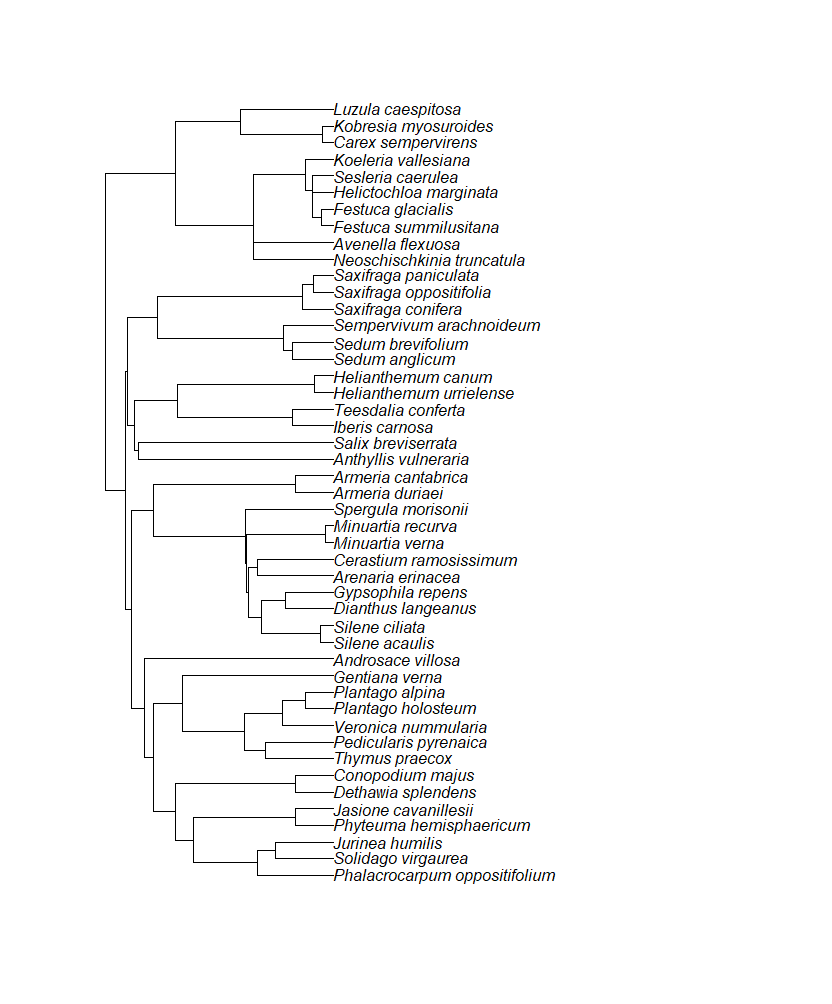 Luzula caespitosa
Kobresia myosuroides
Carex sempervirens
Koeleria vallesiana
Sesleria caerulea
Helictochloa marginata
Festuca glacialis
Festuca summilusitana
Avenella flexuosa
Neoschischkinia truncatula
Saxifraga paniculata
Saxifraga oppositifolia
Saxifraga conifera
Sempervivum arachnoideum
Sedum brevifolium
Sedum anglicum
Helianthemum canum
Helianthemum urrielense
Teesdalia conferta
Iberis carnosa
Salix breviserrata
Anthyllis vulneraria
Armeria cantabrica
Armeria duriaei
Spergula morisonii
Minuartia recurva
Minuartia verna
Cerastium ramosissimum
Arenaria erinacea
Gypsophila repens
Dianthus langeanus
Silene ciliata
Silene acaulis
Androsace villosa
Gentiana verna
Plantago alpina
Plantago holosteum
Veronica nummularia
Pedicularis pyrenaica
Thymus praecox
Conopodium majus
Dethawia splendens
Jasione cavanillesii
Phyteuma hemisphaericum
Jurinea humilis
Solidago virgaurea
Phalacrocarpum oppositifolium